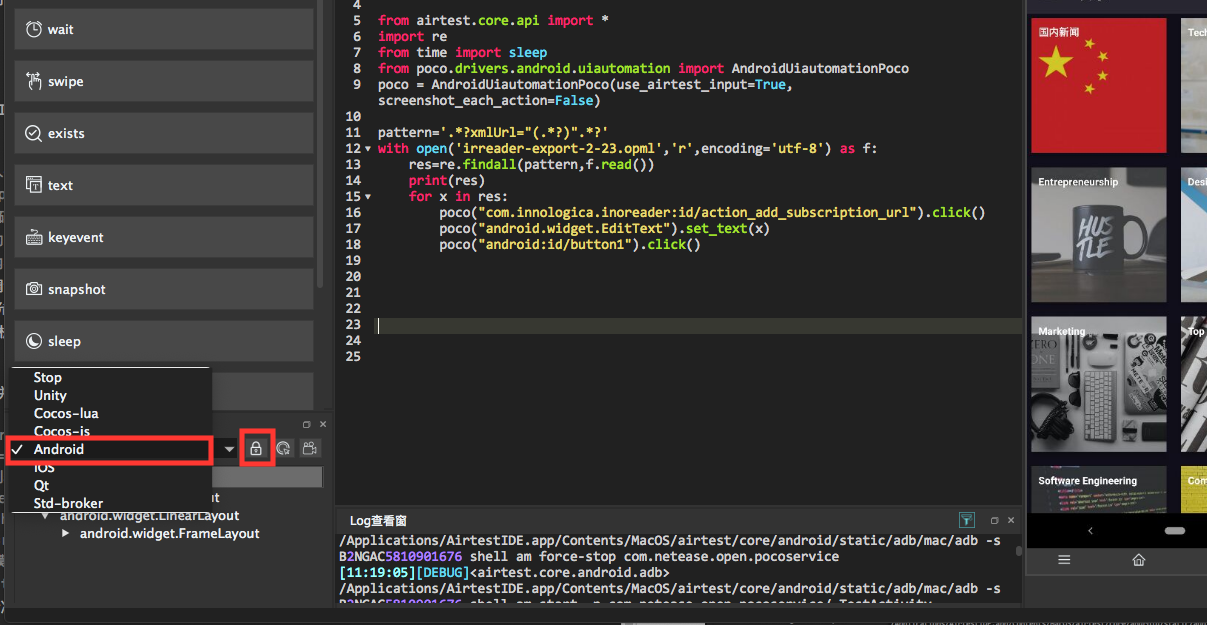 wait
swipe
exists
text
keyevent
snapshot
sleep
Stop
Unity
Cocos-lua
Cocos-js
Android
iOS
Qt
Std-broker
android.widget.LinearLayout
android.widget.FrameLayout
4
5 from airtest.core.api import *
6 import re
7 from time import sleep
8 from poco.drivers.android.uiautomation import AndroidUiautomationPoco
9 poco = AndroidUiautomationPoco(use_airtest_input=True,
screenshot_each_action=False)
10
11 pattern='.*?xmlUrl="(.*?)".*?'
12 with open('irreader-export-2-23.opml','r',encoding='utf-8') as f:
13 res=re.findall(pattern,f.read())
14 print(res)
15 for x in res:
16 poco("com.innologica.inoreader:id/action_add_subscription_url").click()
17 poco("android.widget.EditText").set_text(x)
18 poco("android:id/button1").click()
19
20
21
22
23
24
25
Log查看窗
/Applications/AirtestIDE.app/Contents/MacOS/airtest/core/android/static/adb/mac/adb -s
B2NGAC5810901676 shell am force-stop com.netease.open.pocoservice
[11:19:05][DEBUG]<airtest.core.android.adb>
/Applications/AirtestIDE.app/Contents/MacOS/airtest/core/android/static/adb/mac/adb -s
国内新闻
Tech
Entrepreneurship
HUSTLE
Desi
Marketing
Top
Software Engineering
Com